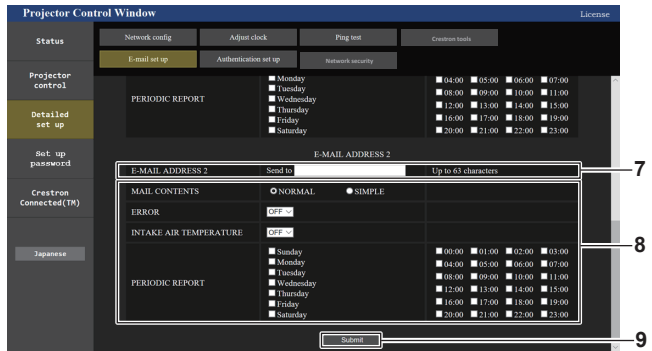 Projector Control Window License
Status
Network config Adjust clock Ping test Crestron tools
E-mail set up Authentication set up Network security
Projector control
Detailed set up
Set up password
Crestron Connected(TM)
Japanese
PERIODIC REPORT
Monday 04:00 05:00 06:00 07:00
Tuesday 08:00 09:00 10:00 11:00
Wednesday 12:00 13:00 14:00 15:00
Thursday 16:00 17:00 18:00 19:00
Friday 20:00 21:00 22:00 23:00
Saturday
E-MAIL ADDRESS 2
E-MAIL ADDRESS 2 Send to Up to 63 characters 7
MAIL CONTENTS NORMAL SIMPLE
ERROR OFF
INTAKE AIR TEMPERATURE OFF
8
PERIODIC REPORT
Sunday 00:00 01:00 02:00 03:00
Monday 04:00 05:00 06:00 07:00
Tuesday 08:00 09:00 10:00 11:00
Wednesday 12:00 13:00 14:00 15:00
Thursday 16:00 17:00 18:00 19:00
Friday 20:00 21:00 22:00 23:00
Saturday
Submit 9